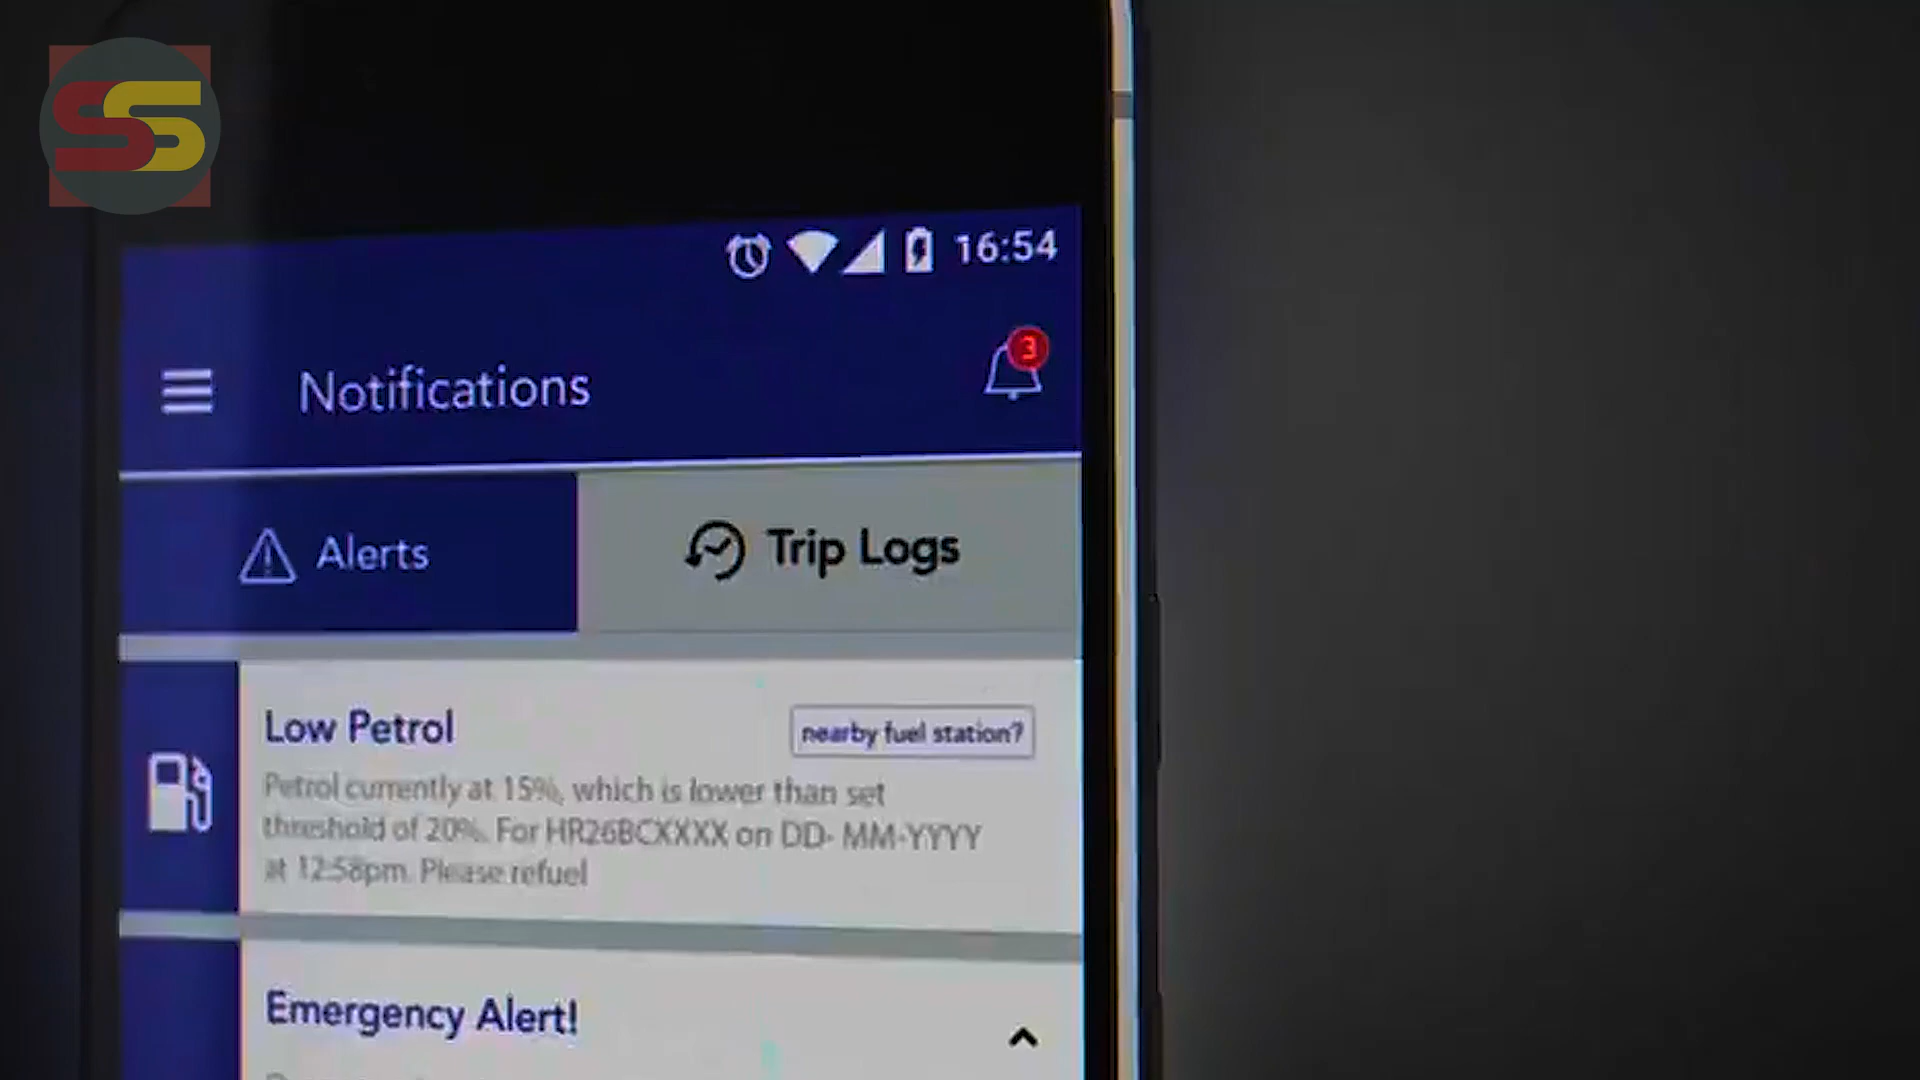 SS
16:54
3
Notifications
Alerts
Trip Logs
Low Petrol
nearby fuel station?
Petrol currently at 15%, which is lower than set
threshold of 20%. For HR26BCXXXX on DD- MM-YYYY
at 12:58pm. Please refuel
Emergency Alert!